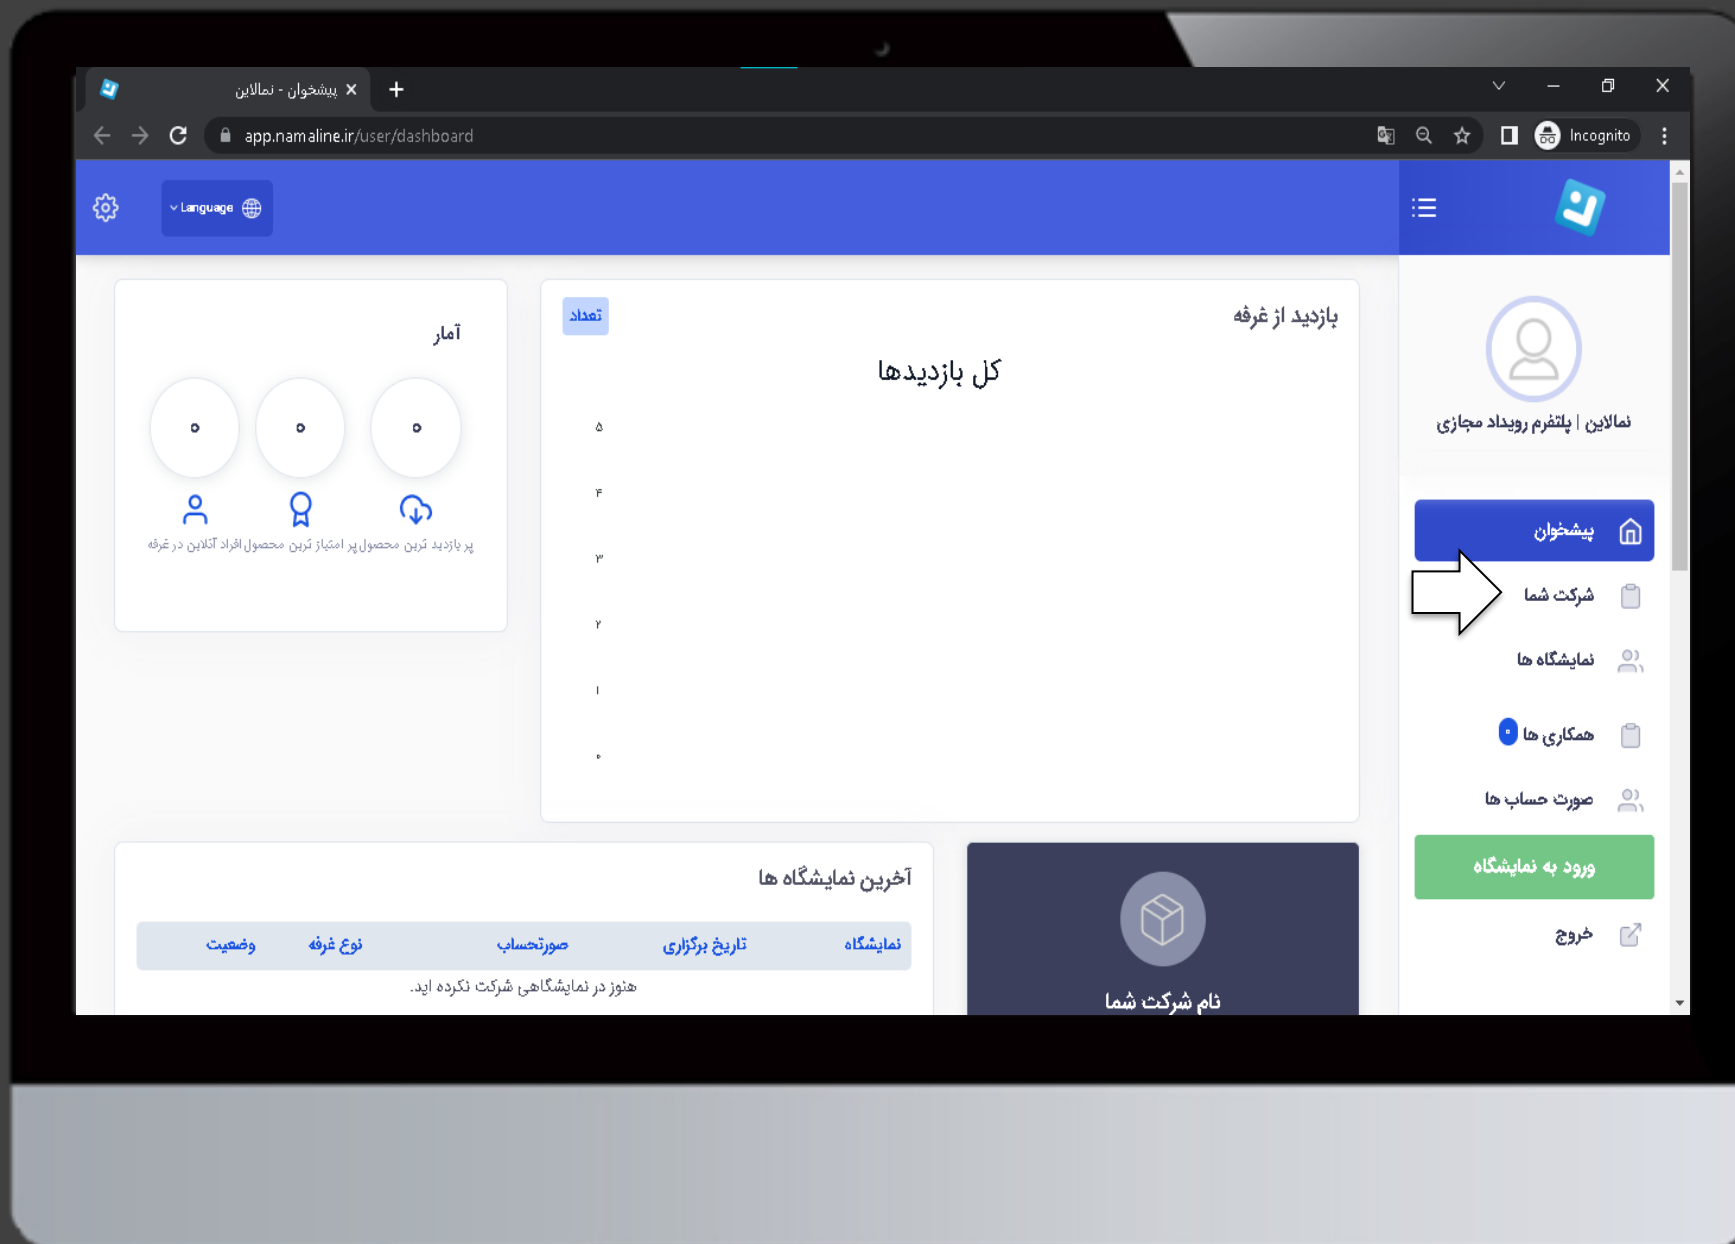 پیشخوان - نمالاین
app.namaline.ir/user/dashboard
Incognito
Language
نمالاین | پلتفرم رویداد مجازی
پیشخوان
شرکت شما
نمایشگاه ها
همکاری ها ۰
صورت حساب ها
ورود به نمایشگاه
خروج
بازدید از غرفه
تعداد
کل بازدیدها
۵
۴
۳
۲
۱
۰
آمار
۰ ۰ ۰
پر بازدید ترین محصول
پر امتیاز ترین محصول
افراد آنلاین در غرفه
نام شرکت شما
آخرین نمایشگاه ها
نمایشگاه تاریخ برگزاری صورتحساب نوع غرفه وضعیت
هنوز در نمایشگاهی شرکت نکرده اید.